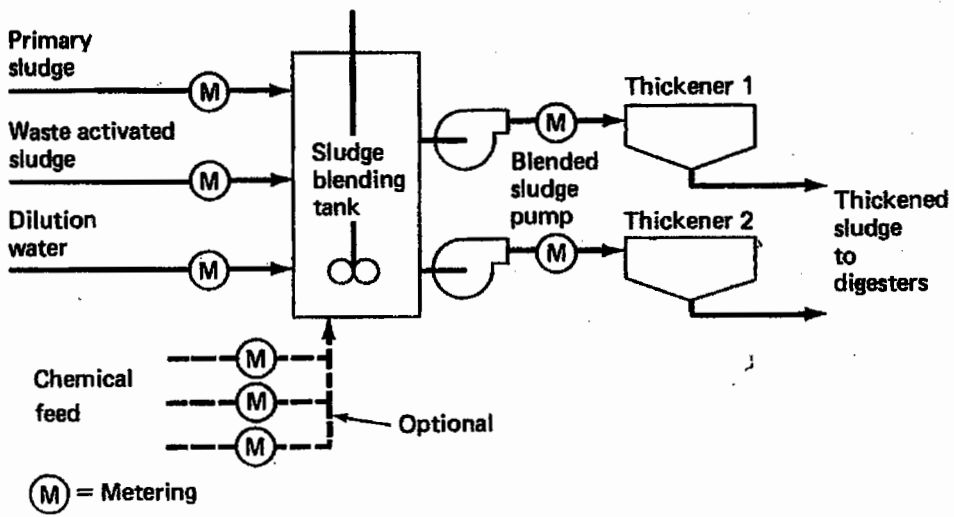 Primary
sludge
M
Waste activated
sludge
M
Dilution
water
M
Sludge
blending
tank
M
Blended
sludge
pump
M
Thickener 1
Thickener 2
Thickened
sludge
to
digesters
Chemical
feed
M
M
M
Optional
M = Metering